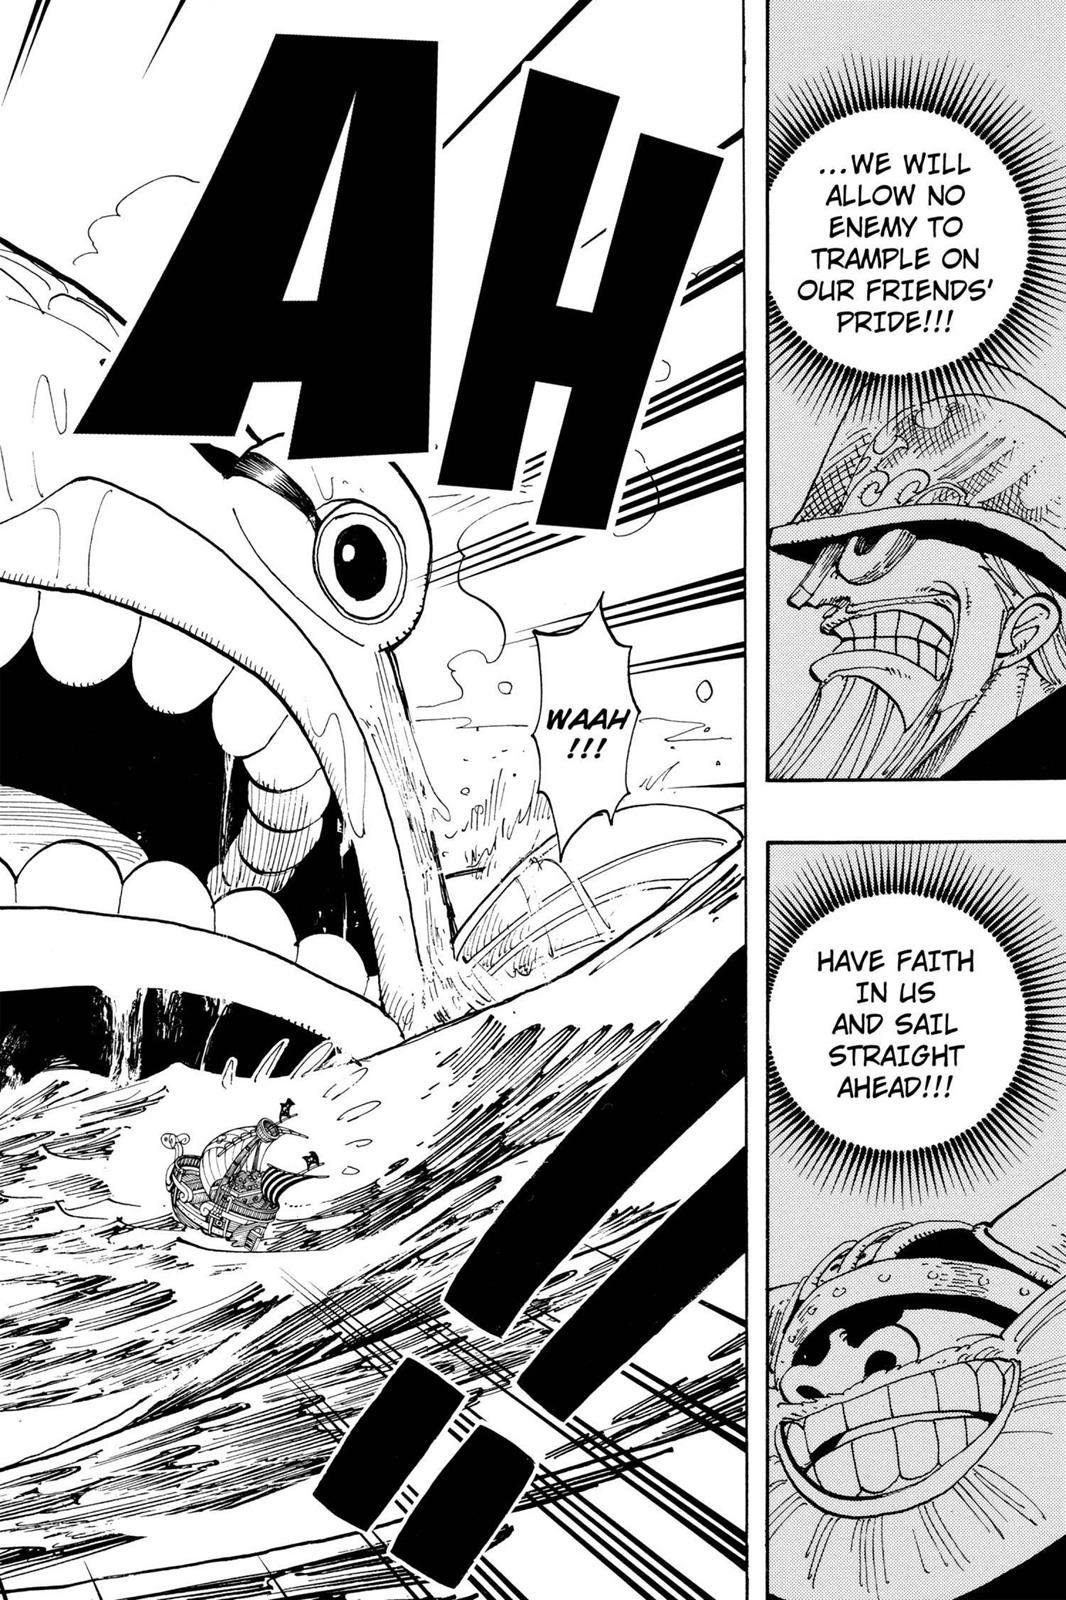 ...WE WILL
ALLOW NO
ENEMY TO
TRAMPLE ON
OUR FRIENDS'
PRIDE!!!
HAVE FAITH
IN US
AND SAIL
STRAIGHT
AHEAD!!!
AH
!!
WAAH
!!!